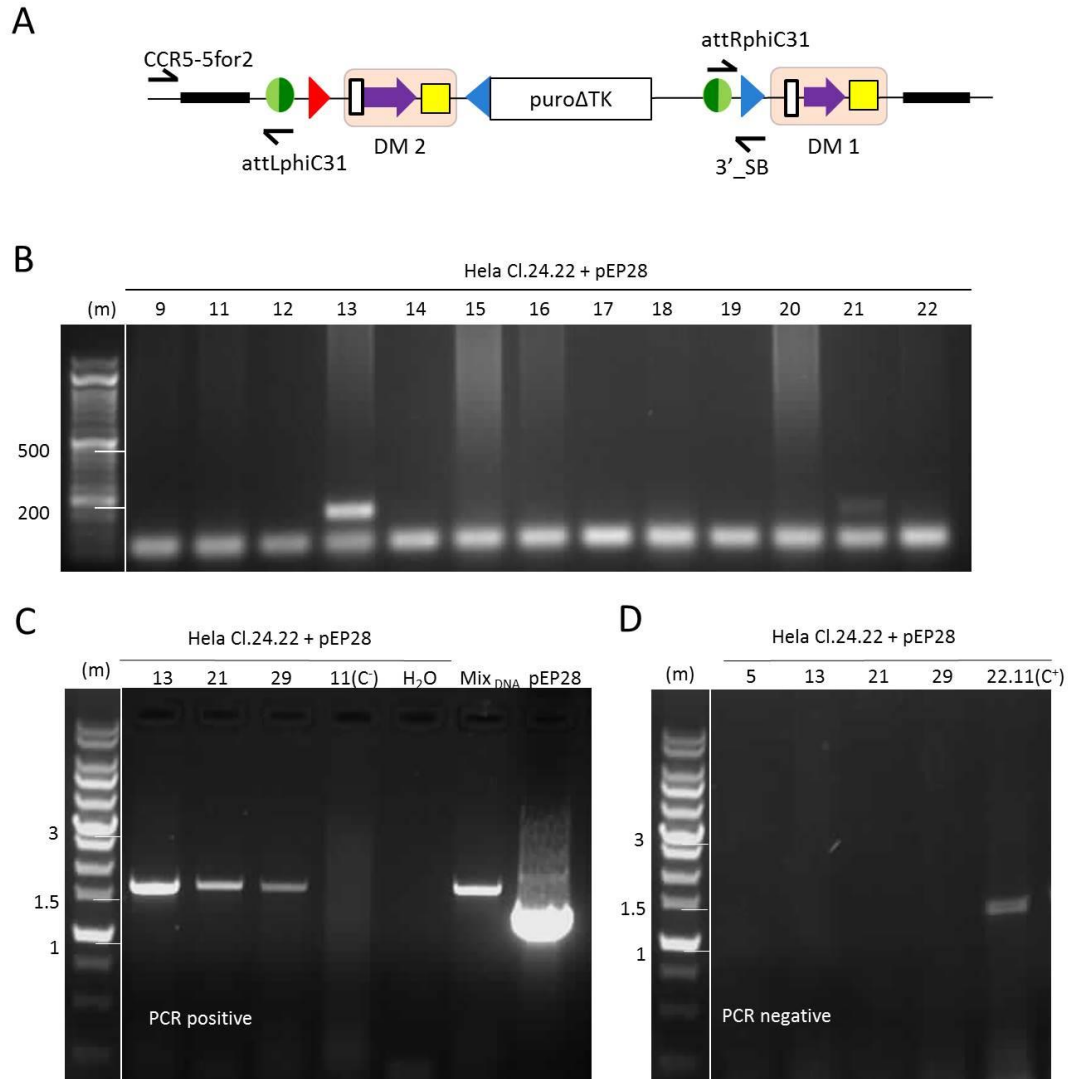 A
CCR5-5for2
attRphiC31
puroΔTK
attLphiC31
DM 2
3’_SB
DM 1
B
Hela Cl.24.22 + pEP28
(m) 9 11 12 13 14 15 16 17 18 19 20 21 22
500
200
C
Hela Cl.24.22 + pEP28
(m) 13 21 29 11(C-) H2O MixDNA pEP28
3
1.5
1
PCR positive
D
Hela Cl.24.22 + pEP28
(m) 5 13 21 29 22.11(C+)
3
1.5
1
PCR negative